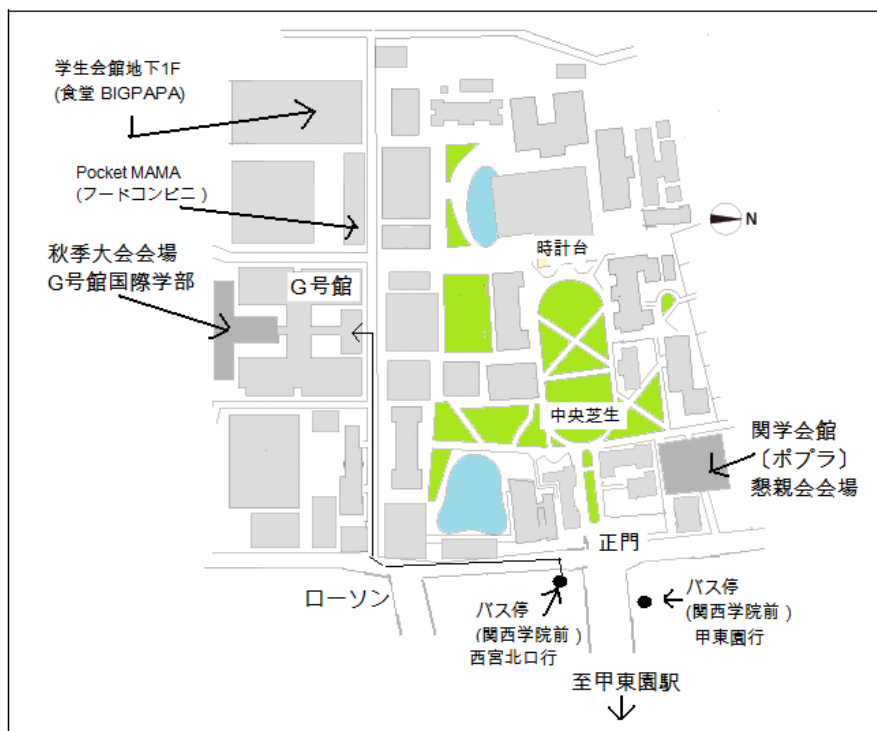 学生会館地下1F
(食堂 BIGPAPA)
Pocket MAMA
(フードコンビニ )
秋季大会会場
G号館国際学部
G号館
時計台
N
中央芝生
関学会館
〔ポプラ〕
懇親会会場
正門
ローソン
バス停
(関西学院前 )
西宮北口行
バス停
(関西学院前 )
甲東園行
至甲東園駅